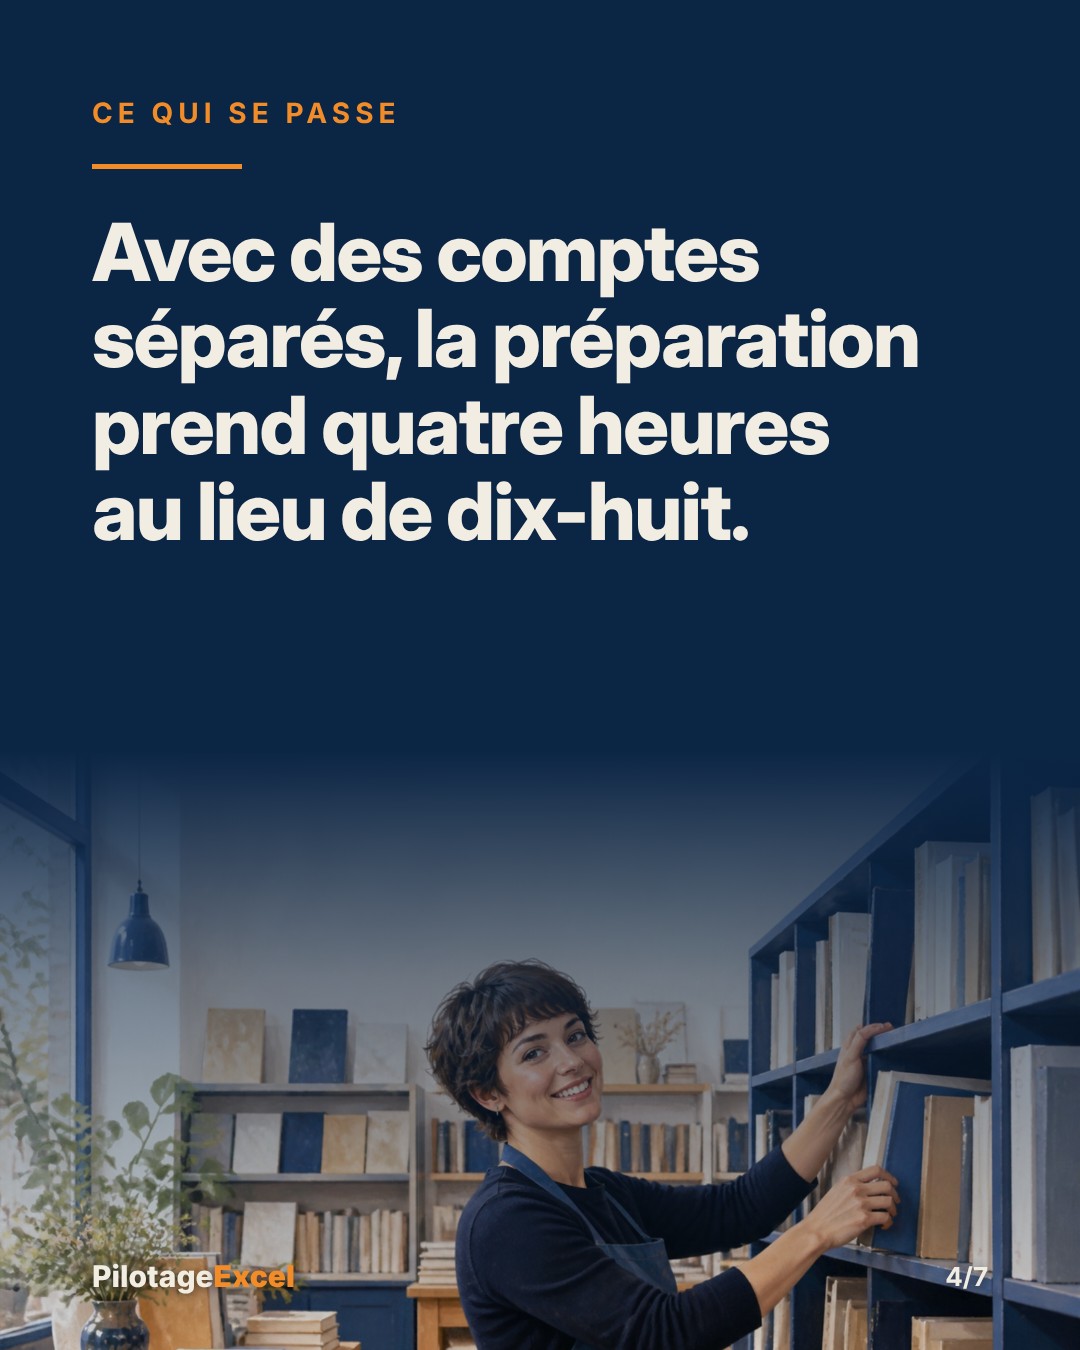 CE QUI SE PASSE
Avec des comptes
séparés, la préparation
prend quatre heures
au lieu de dix-huit.
PilotageExcel
4/7